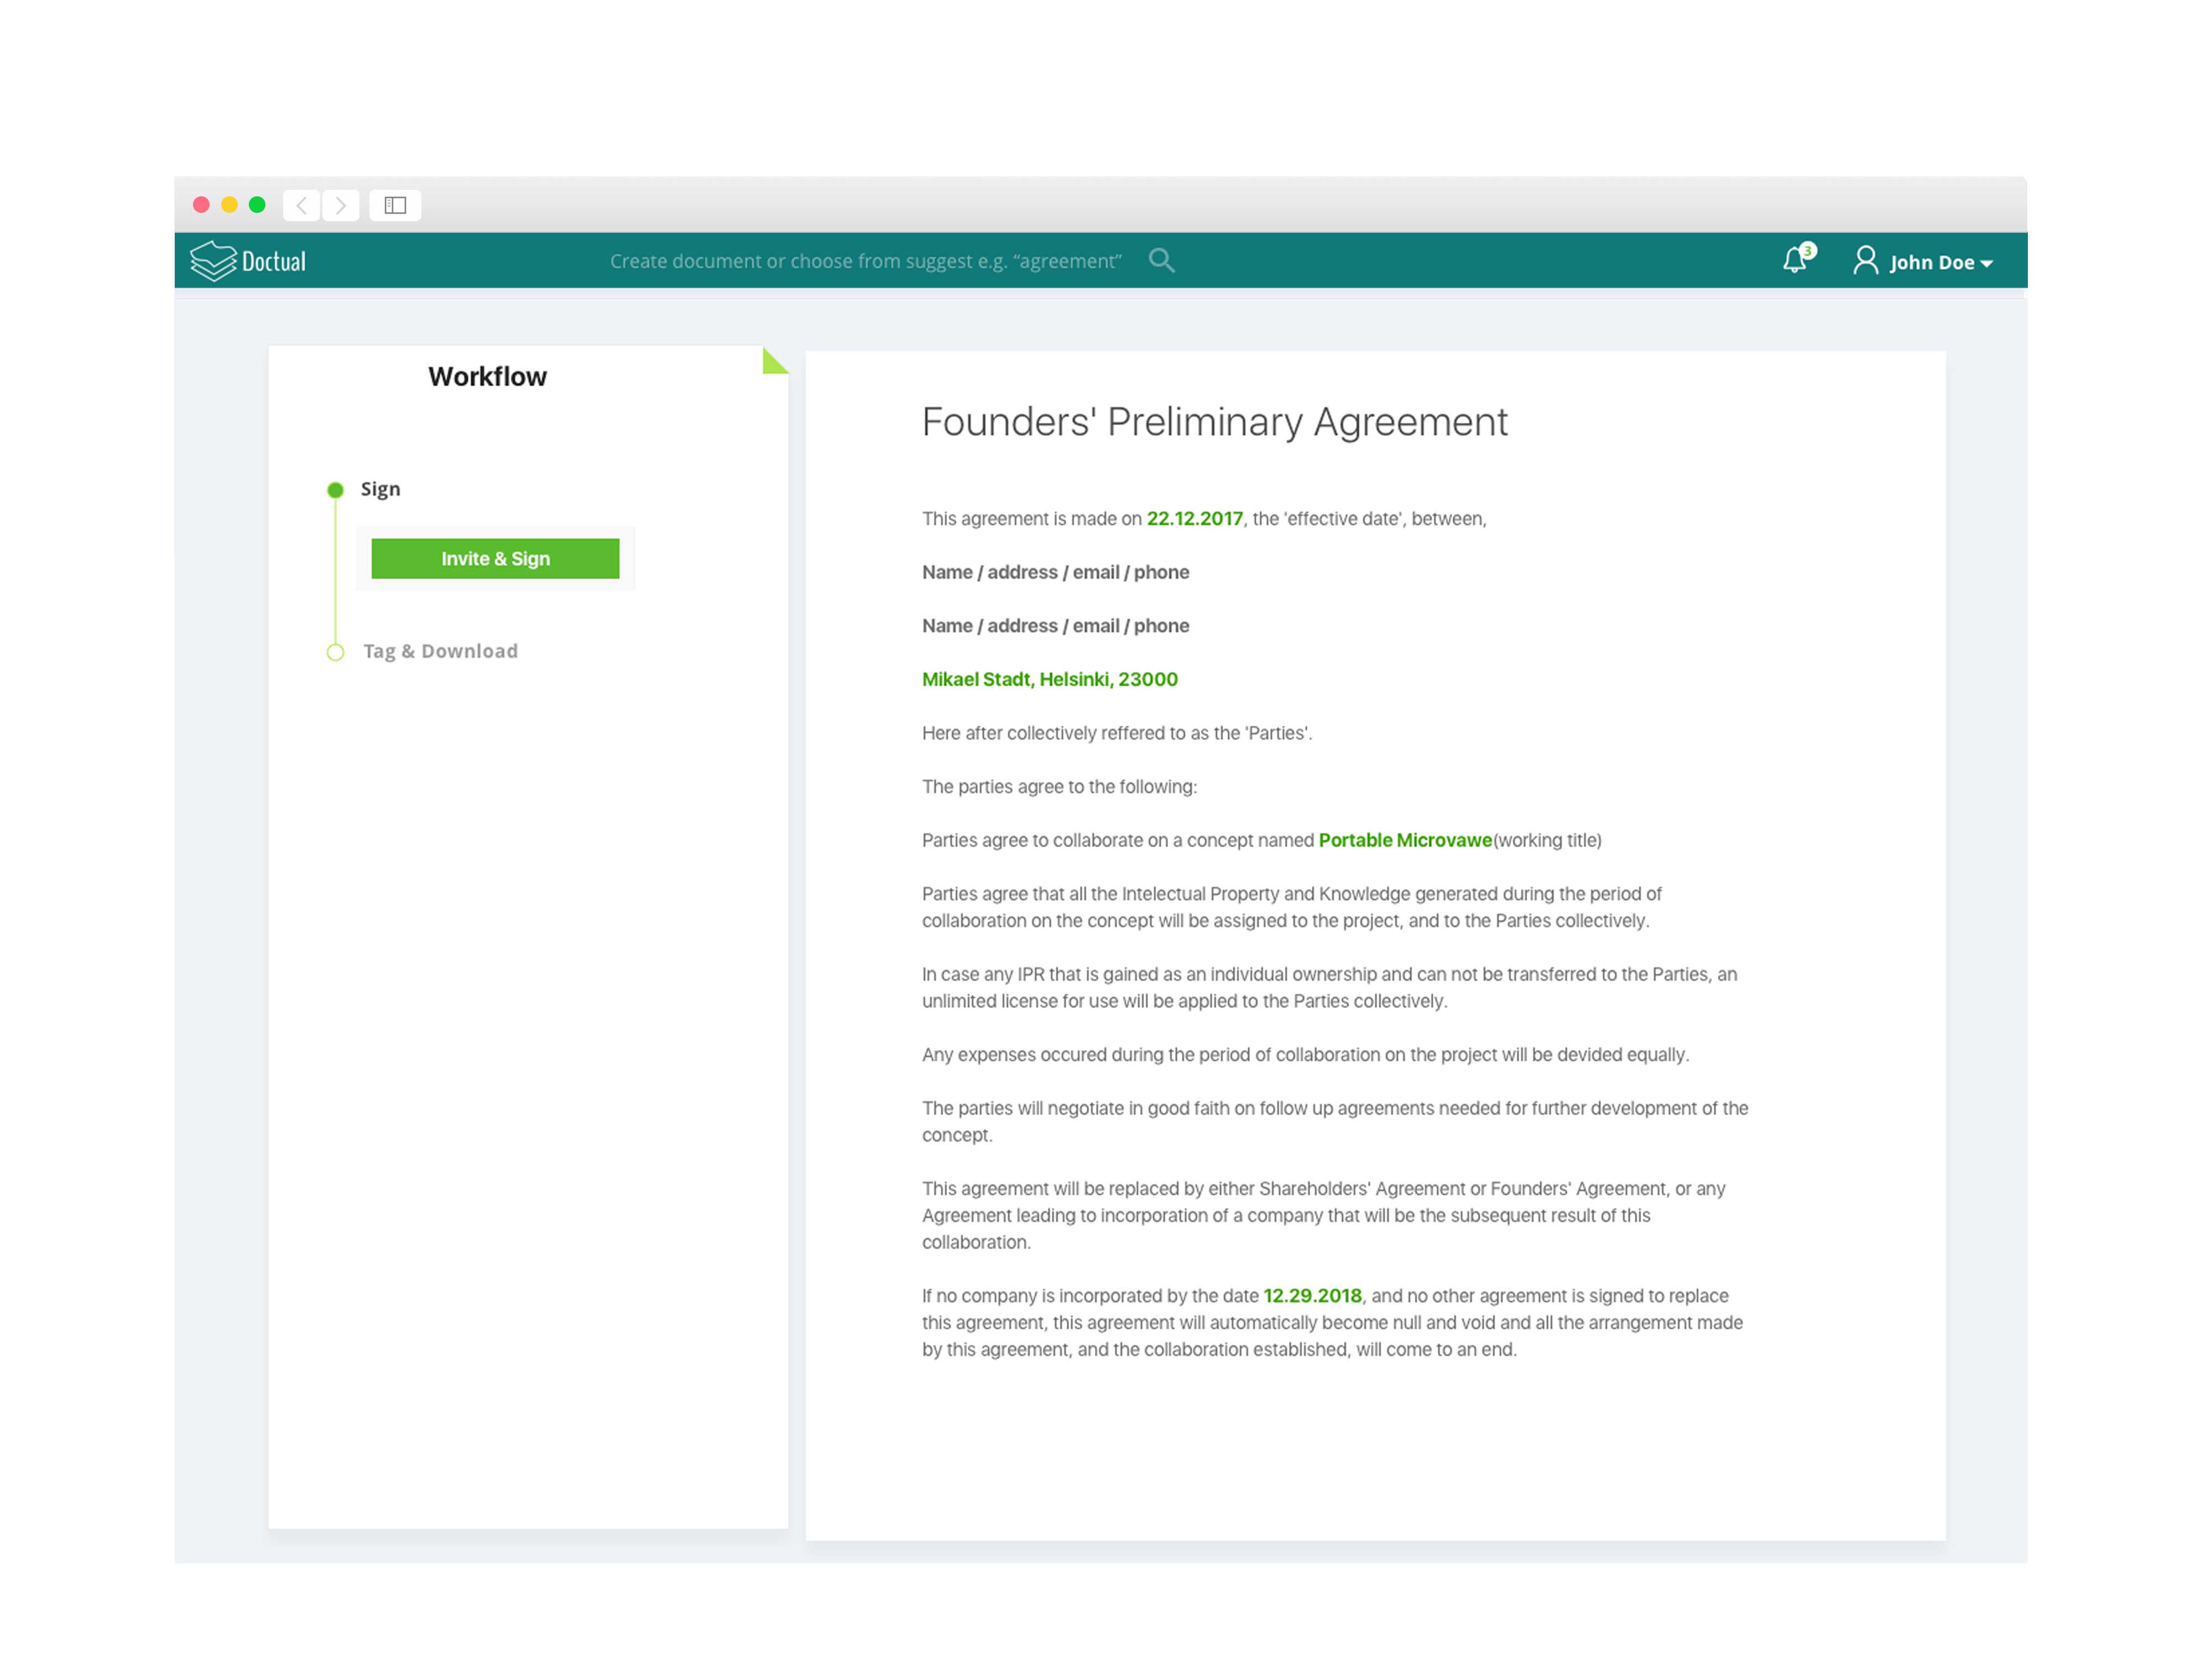 Doctual
Create document or choose from suggest e.g. “agreement”
3
John Doe
Workflow
Sign
Invite & Sign
Tag & Download
Founders' Preliminary Agreement
This agreement is made on 22.12.2017, the 'effective date', between,
Name / address / email / phone
Name / address / email / phone
Mikael Stadt, Helsinki, 23000
Here after collectively reffered to as the 'Parties'.
The parties agree to the following:
Parties agree to collaborate on a concept named Portable Microvawe(working title)
Parties agree that all the Intelectual Property and Knowledge generated during the period of
collaboration on the concept will be assigned to the project, and to the Parties collectively.
In case any IPR that is gained as an individual ownership and can not be transferred to the Parties, an
unlimited license for use will be applied to the Parties collectively.
Any expenses occured during the period of collaboration on the project will be devided equally.
The parties will negotiate in good faith on follow up agreements needed for further development of the
concept.
This agreement will be replaced by either Shareholders' Agreement or Founders' Agreement, or any
Agreement leading to incorporation of a company that will be the subsequent result of this
collaboration.
If no company is incorporated by the date 12.29.2018, and no other agreement is signed to replace
this agreement, this agreement will automatically become null and void and all the arrangement made
by this agreement, and the collaboration established, will come to an end.